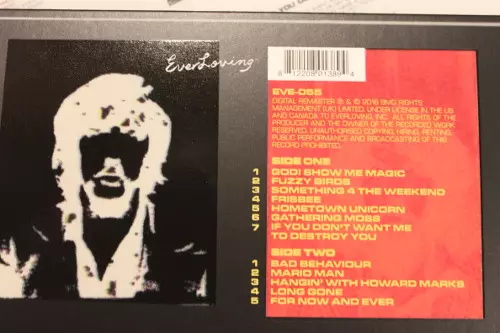 EverLoving
8 12209 01389 4
EVE-055
DIGITAL REMASTER ℗ & © 2016 BMG RIGHTS
MANAGEMENT (UK) LIMITED. UNDER LICENSE IN THE US
AND CANADA TO EVERLOVING, INC. ALL RIGHTS OF THE
PRODUCER AND THE OWNER OF THE RECORDED WORK
RESERVED. UNAUTHORISED COPYING, HIRING, RENTING,
PUBLIC PERFORMANCE AND BROADCASTING OF THIS
RECORD PROHIBITED.
SIDE ONE
1 GOD! SHOW ME MAGIC
2 FUZZY BIRDS
3 SOMETHING 4 THE WEEKEND
4 FRISBEE
5 HOMETOWN UNICORN
6 GATHERING MOSS
7 IF YOU DON'T WANT ME
TO DESTROY YOU
SIDE TWO
1 BAD BEHAVIOUR
2 MARIO MAN
3 HANGIN' WITH HOWARD MARKS
4 LONG GONE
5 FOR NOW AND EVER